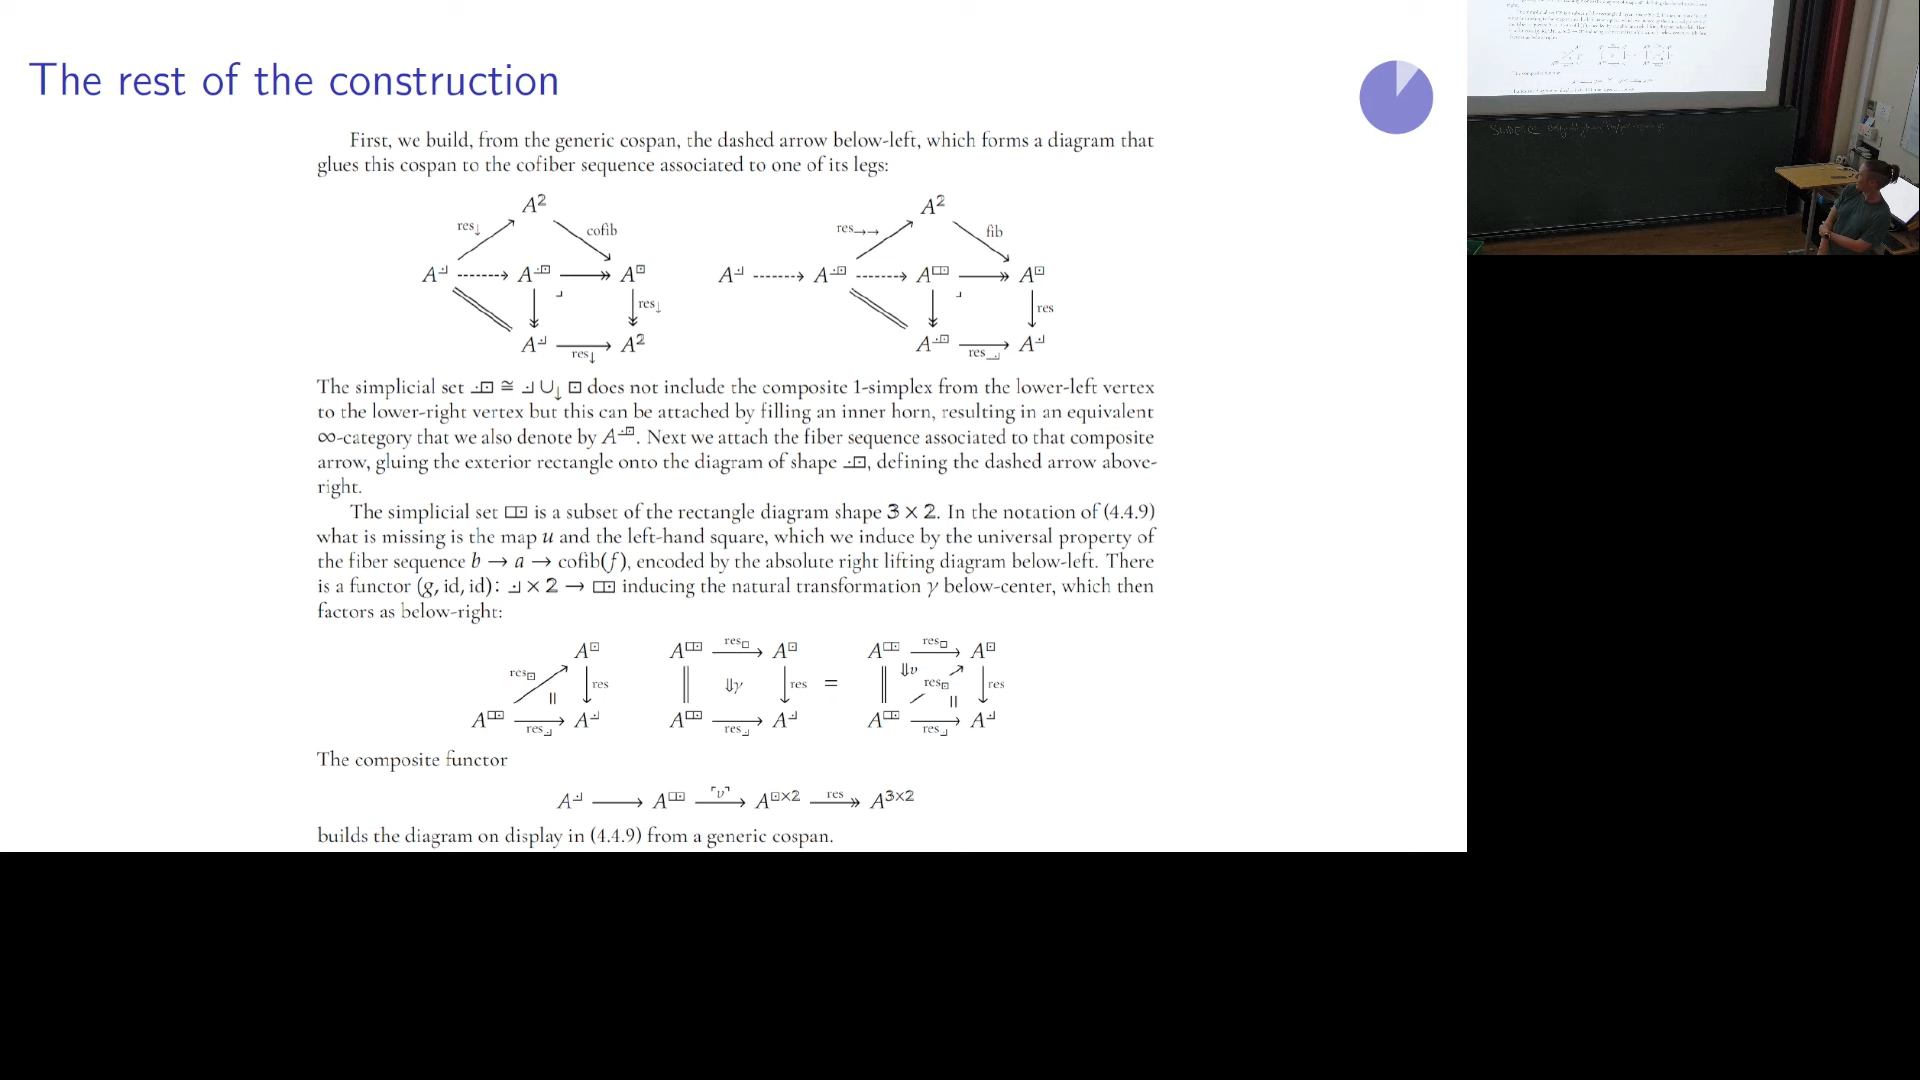 The rest of the construction
First, we build, from the generic cospan, the dashed arrow below-left, which forms a diagram that
glues this cospan to the cofiber sequence associated to one of its legs:
A² A²
res↓ cofib res→→ fib
A⌟ A⌟⊡ A⊡ A⌟ A⌟⊡ A◫ A⊡
res↓ res
A⌟ res↓ A² A⌟⊡ res⌟ A⌟
The simplicial set ⌟⊡ ≅ ⌟ ∪↓ ⊡ does not include the composite 1-simplex from the lower-left vertex
to the lower-right vertex but this can be attached by filling an inner horn, resulting in an equivalent
∞-category that we also denote by A⌟⊡. Next we attach the fiber sequence associated to that composite
arrow, gluing the exterior rectangle onto the diagram of shape ⌟⊡, defining the dashed arrow above-
right.
The simplicial set ◫ is a subset of the rectangle diagram shape 3 × 2. In the notation of (4.4.9)
what is missing is the map u and the left-hand square, which we induce by the universal property of
the fiber sequence b → a → cofib(f), encoded by the absolute right lifting diagram below-left. There
is a functor (g, id, id): ⌟ × 2 → ◫ inducing the natural transformation γ below-center, which then
factors as below-right:
A⊡ A◫ res□ A⊡ A◫ res□ A⊡
res⊡ res ⇓γ res = ⇓υ res⊡ res
A◫ res⌟ A⌟ A◫ res⌟ A⌟ A◫ res⌟ A⌟
The composite functor
A⌟ ⟶ A◫ ⌜υ⌝ ⟶ A⊡×2 res ↠ A3×2
builds the diagram on display in (4.4.9) from a generic cospan.